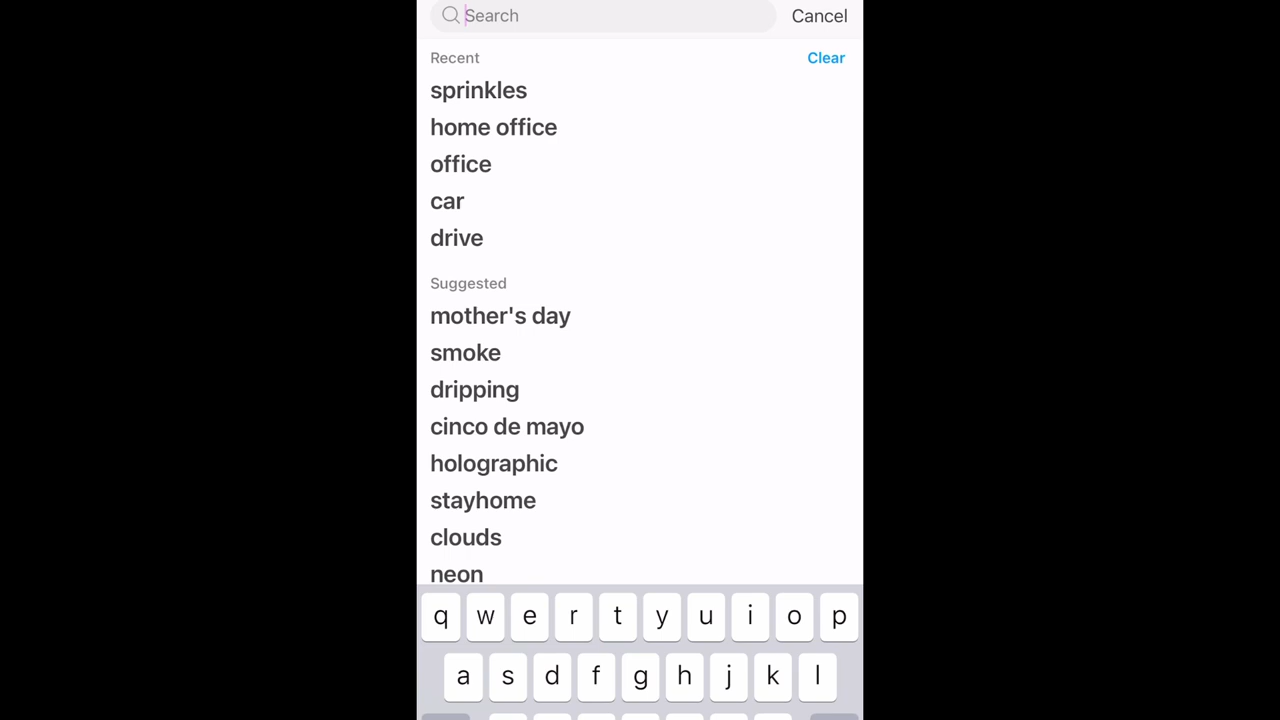 Search Cancel
Recent Clear
sprinkles
home office
office
car
drive
Suggested
mother's day
smoke
dripping
cinco de mayo
holographic
stayhome
clouds
neon
q w e r t y u i o p
a s d f g h j k l